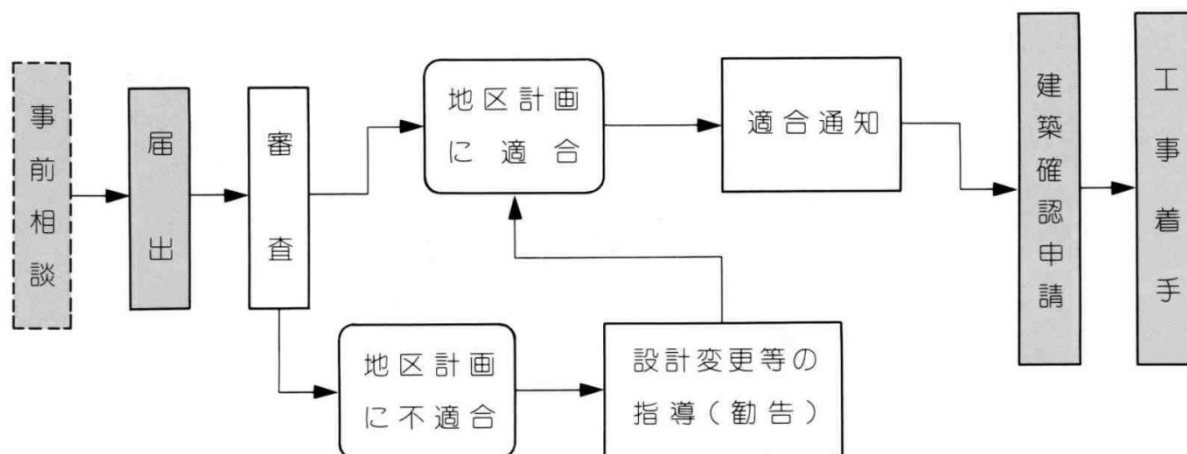 事前相談
届出
審査
地区計画
に適合
適合通知
地区計画
に不適合
設計変更等の
指導(勧告)
建築確認申請
工事着手